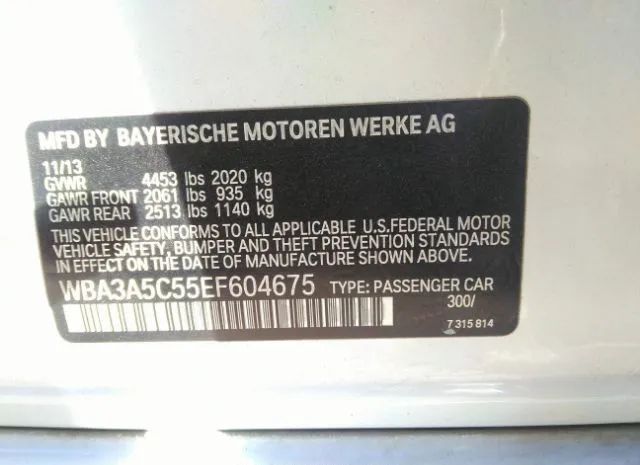 MFD BY BAYERISCHE MOTOREN WERKE AG
11/13
GVWR 4453 lbs 2020 kg
GAWR FRONT 2061 lbs 935 kg
GAWR REAR 2513 lbs 1140 kg
THIS VEHICLE CONFORMS TO ALL APPLICABLE U.S.FEDERAL MOTOR
VEHICLE SAFETY, BUMPER AND THEFT PREVENTION STANDARDS
IN EFFECT ON THE DATE OF MANUFACTURE SHOWN ABOVE.
WBA3A5C55EF604675 TYPE: PASSENGER CAR
300/
7 315 814